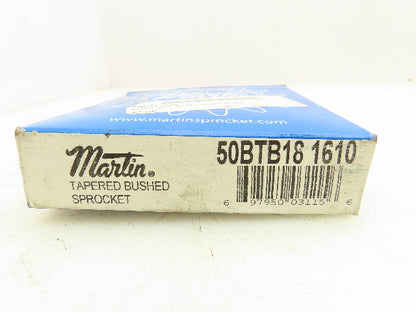 www.martinsprocket.com
Martin®
50BTB18 1610
TAPERED BUSHED
SPROCKET
6 97950"03115 6